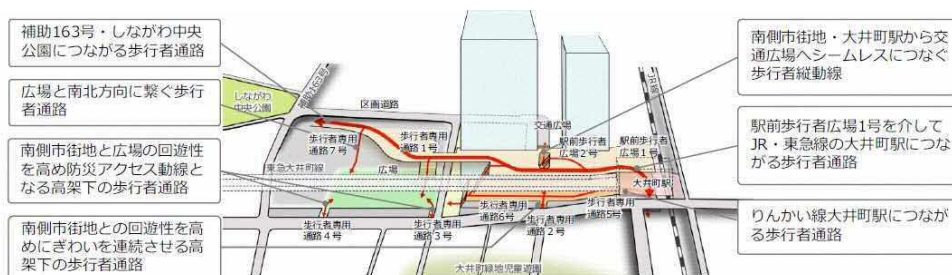 補助163号・しながわ中央
公園につながる歩行者通路
広場と南北方向に繋ぐ歩行
者通路
南側市街地と広場の回遊性
を高め防災アクセス動線と
なる高架下の歩行者通路
南側市街地との回遊性を高
めにぎわいを連続させる高
架下の歩行者通路
しながわ
中央公園
補助163号
区画道路
歩行者専用
通路7号
歩行者専用
通路1号
交通広場
駅前歩行者
広場2号
駅前歩行者
広場1号
JR線
東急大井町線
広場
大井町駅
歩行者専用
通路4号
歩行者専用
通路3号
歩行者専用
通路6号
歩行者専用
通路2号
歩行者専用
通路5号
大井町緑地児童遊園
南側市街地・大井町駅から交
通広場へシームレスにつなぐ
歩行者縦動線
駅前歩行者広場1号を介して
JR・東急線の大井町駅につな
がる歩行者通路
りんかい線大井町駅につなが
る歩行者通路